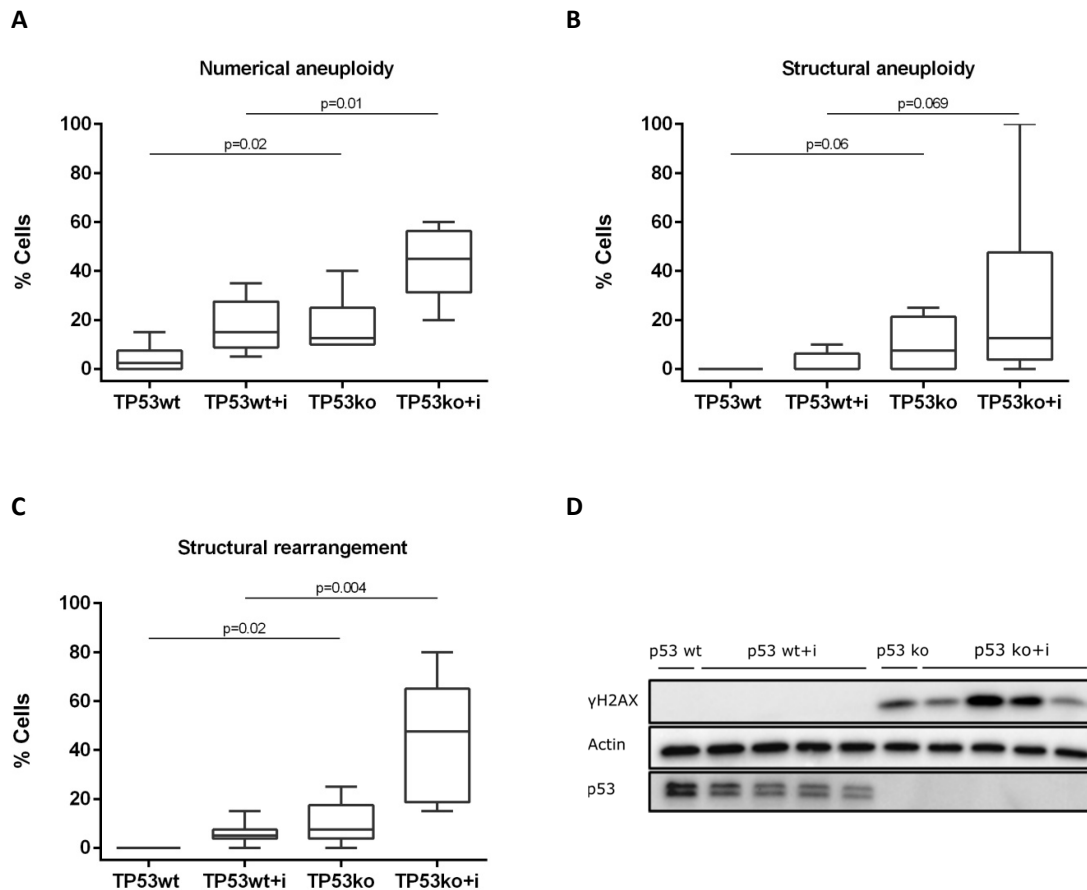 A
Numerical aneuploidy
p=0.01
p=0.02
100
80
60
40
20
0
% Cells
TP53wt TP53wt+i TP53ko TP53ko+i
B
Structural aneuploidy
p=0.069
p=0.06
100
80
60
40
20
0
% Cells
TP53wt TP53wt+i TP53ko TP53ko+i
C
Structural rearrangement
p=0.004
p=0.02
100
80
60
40
20
0
% Cells
TP53wt TP53wt+i TP53ko TP53ko+i
D
p53 wt p53 wt+i p53 ko p53 ko+i
γH2AX
Actin
p53